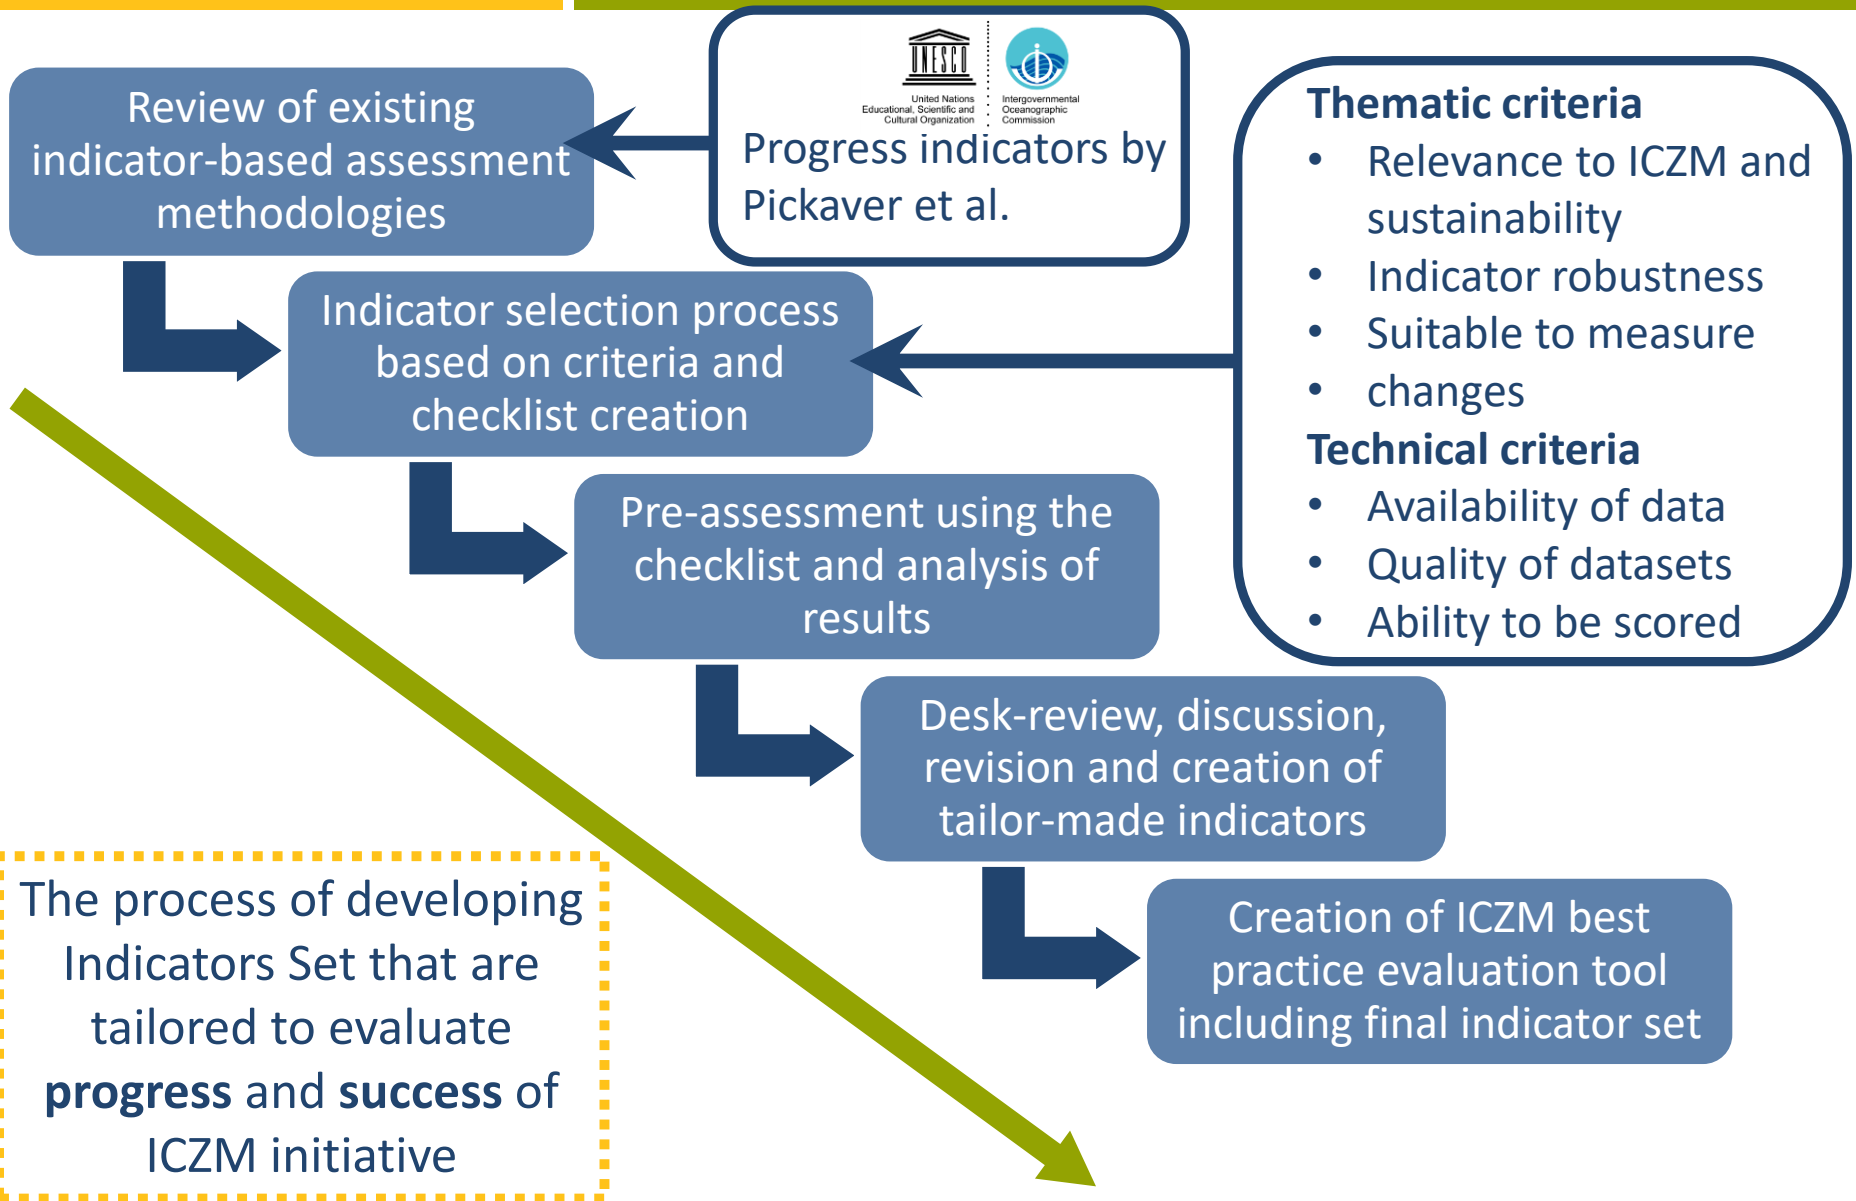 UNESCO
United Nations
Educational, Scientific and
Cultural Organization
Intergovernmental
Oceanographic
Commission
Progress indicators by
Pickaver et al.
Review of existing
indicator-based assessment
methodologies
Indicator selection process
based on criteria and
checklist creation
Thematic criteria
• Relevance to ICZM and
sustainability
• Indicator robustness
• Suitable to measure
• changes
Technical criteria
• Availability of data
• Quality of datasets
• Ability to be scored
Pre-assessment using the
checklist and analysis of
results
Desk-review, discussion,
revision and creation of
tailor-made indicators
Creation of ICZM best
practice evaluation tool
including final indicator set
The process of developing
Indicators Set that are
tailored to evaluate
progress and success of
ICZM initiative